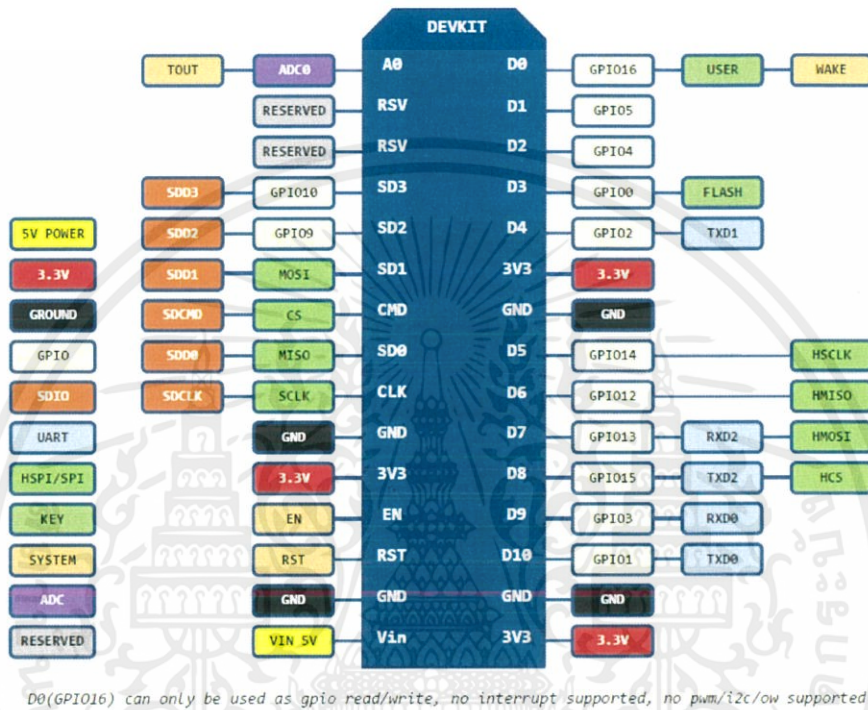 DEVKIT
TOUT ADC0 A0 D0 GPIO16 USER WAKE
RESERVED RSV D1 GPIO5
RESERVED RSV D2 GPIO4
SDD3 GPIO10 SD3 D3 GPIO0 FLASH
5V POWER SDD2 GPIO9 SD2 D4 GPIO2 TXD1
3.3V SDD1 MOSI SD1 3V3 3.3V
GROUND SDCMD CS CMD GND GND
GPIO SDD0 MISO SD0 D5 GPIO14 HSCLK
SDIO SDCLK SCLK CLK D6 GPIO12 HMISO
UART GND GND D7 GPIO13 RXD2 HMOSI
HSPI/SPI 3.3V 3V3 D8 GPIO15 TXD2 HCS
KEY EN EN D9 GPIO3 RXD0
SYSTEM RST RST D10 GPIO1 TXD0
ADC GND GND GND GND
RESERVED VIN 5V Vin 3V3 3.3V
D0(GPIO16) can only be used as gpio read/write, no interrupt supported, no pwm/i2c/ow supported